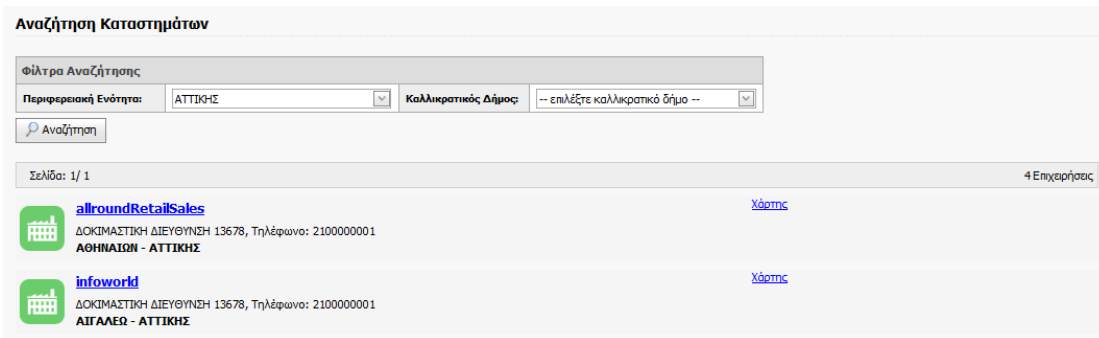 Αναζήτηση Καταστημάτων
Φίλτρα Αναζήτησης
Περιφερειακή Ενότητα: ΑΤΤΙΚΗΣ Καλλικρατικός Δήμος: -- επιλέξτε καλλικρατικό δήμο --
Αναζήτηση
Σελίδα: 1/ 1 4 Επιχειρήσεις
allroundRetailSales Χάρτης
ΔΟΚΙΜΑΣΤΙΚΗ ΔΙΕΥΘΥΝΣΗ 13678, Τηλέφωνο: 2100000001
ΑΘΗΝΑΙΩΝ - ΑΤΤΙΚΗΣ
infoworld Χάρτης
ΔΟΚΙΜΑΣΤΙΚΗ ΔΙΕΥΘΥΝΣΗ 13678, Τηλέφωνο: 2100000001
ΑΙΓΑΛΕΩ - ΑΤΤΙΚΗΣ